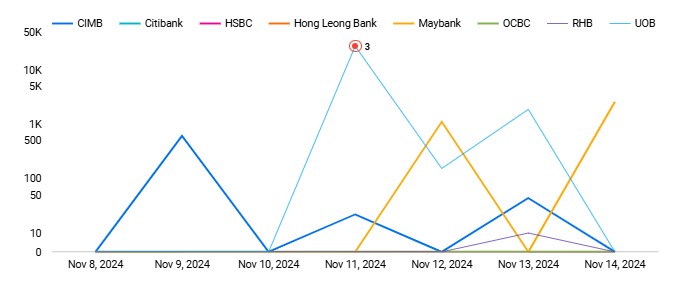 CIMB Citibank HSBC Hong Leong Bank Maybank OCBC RHB UOB
50K
3
10K
5K
1K
500
100
50
10
0
Nov 8, 2024 Nov 9, 2024 Nov 10, 2024 Nov 11, 2024 Nov 12, 2024 Nov 13, 2024 Nov 14, 2024